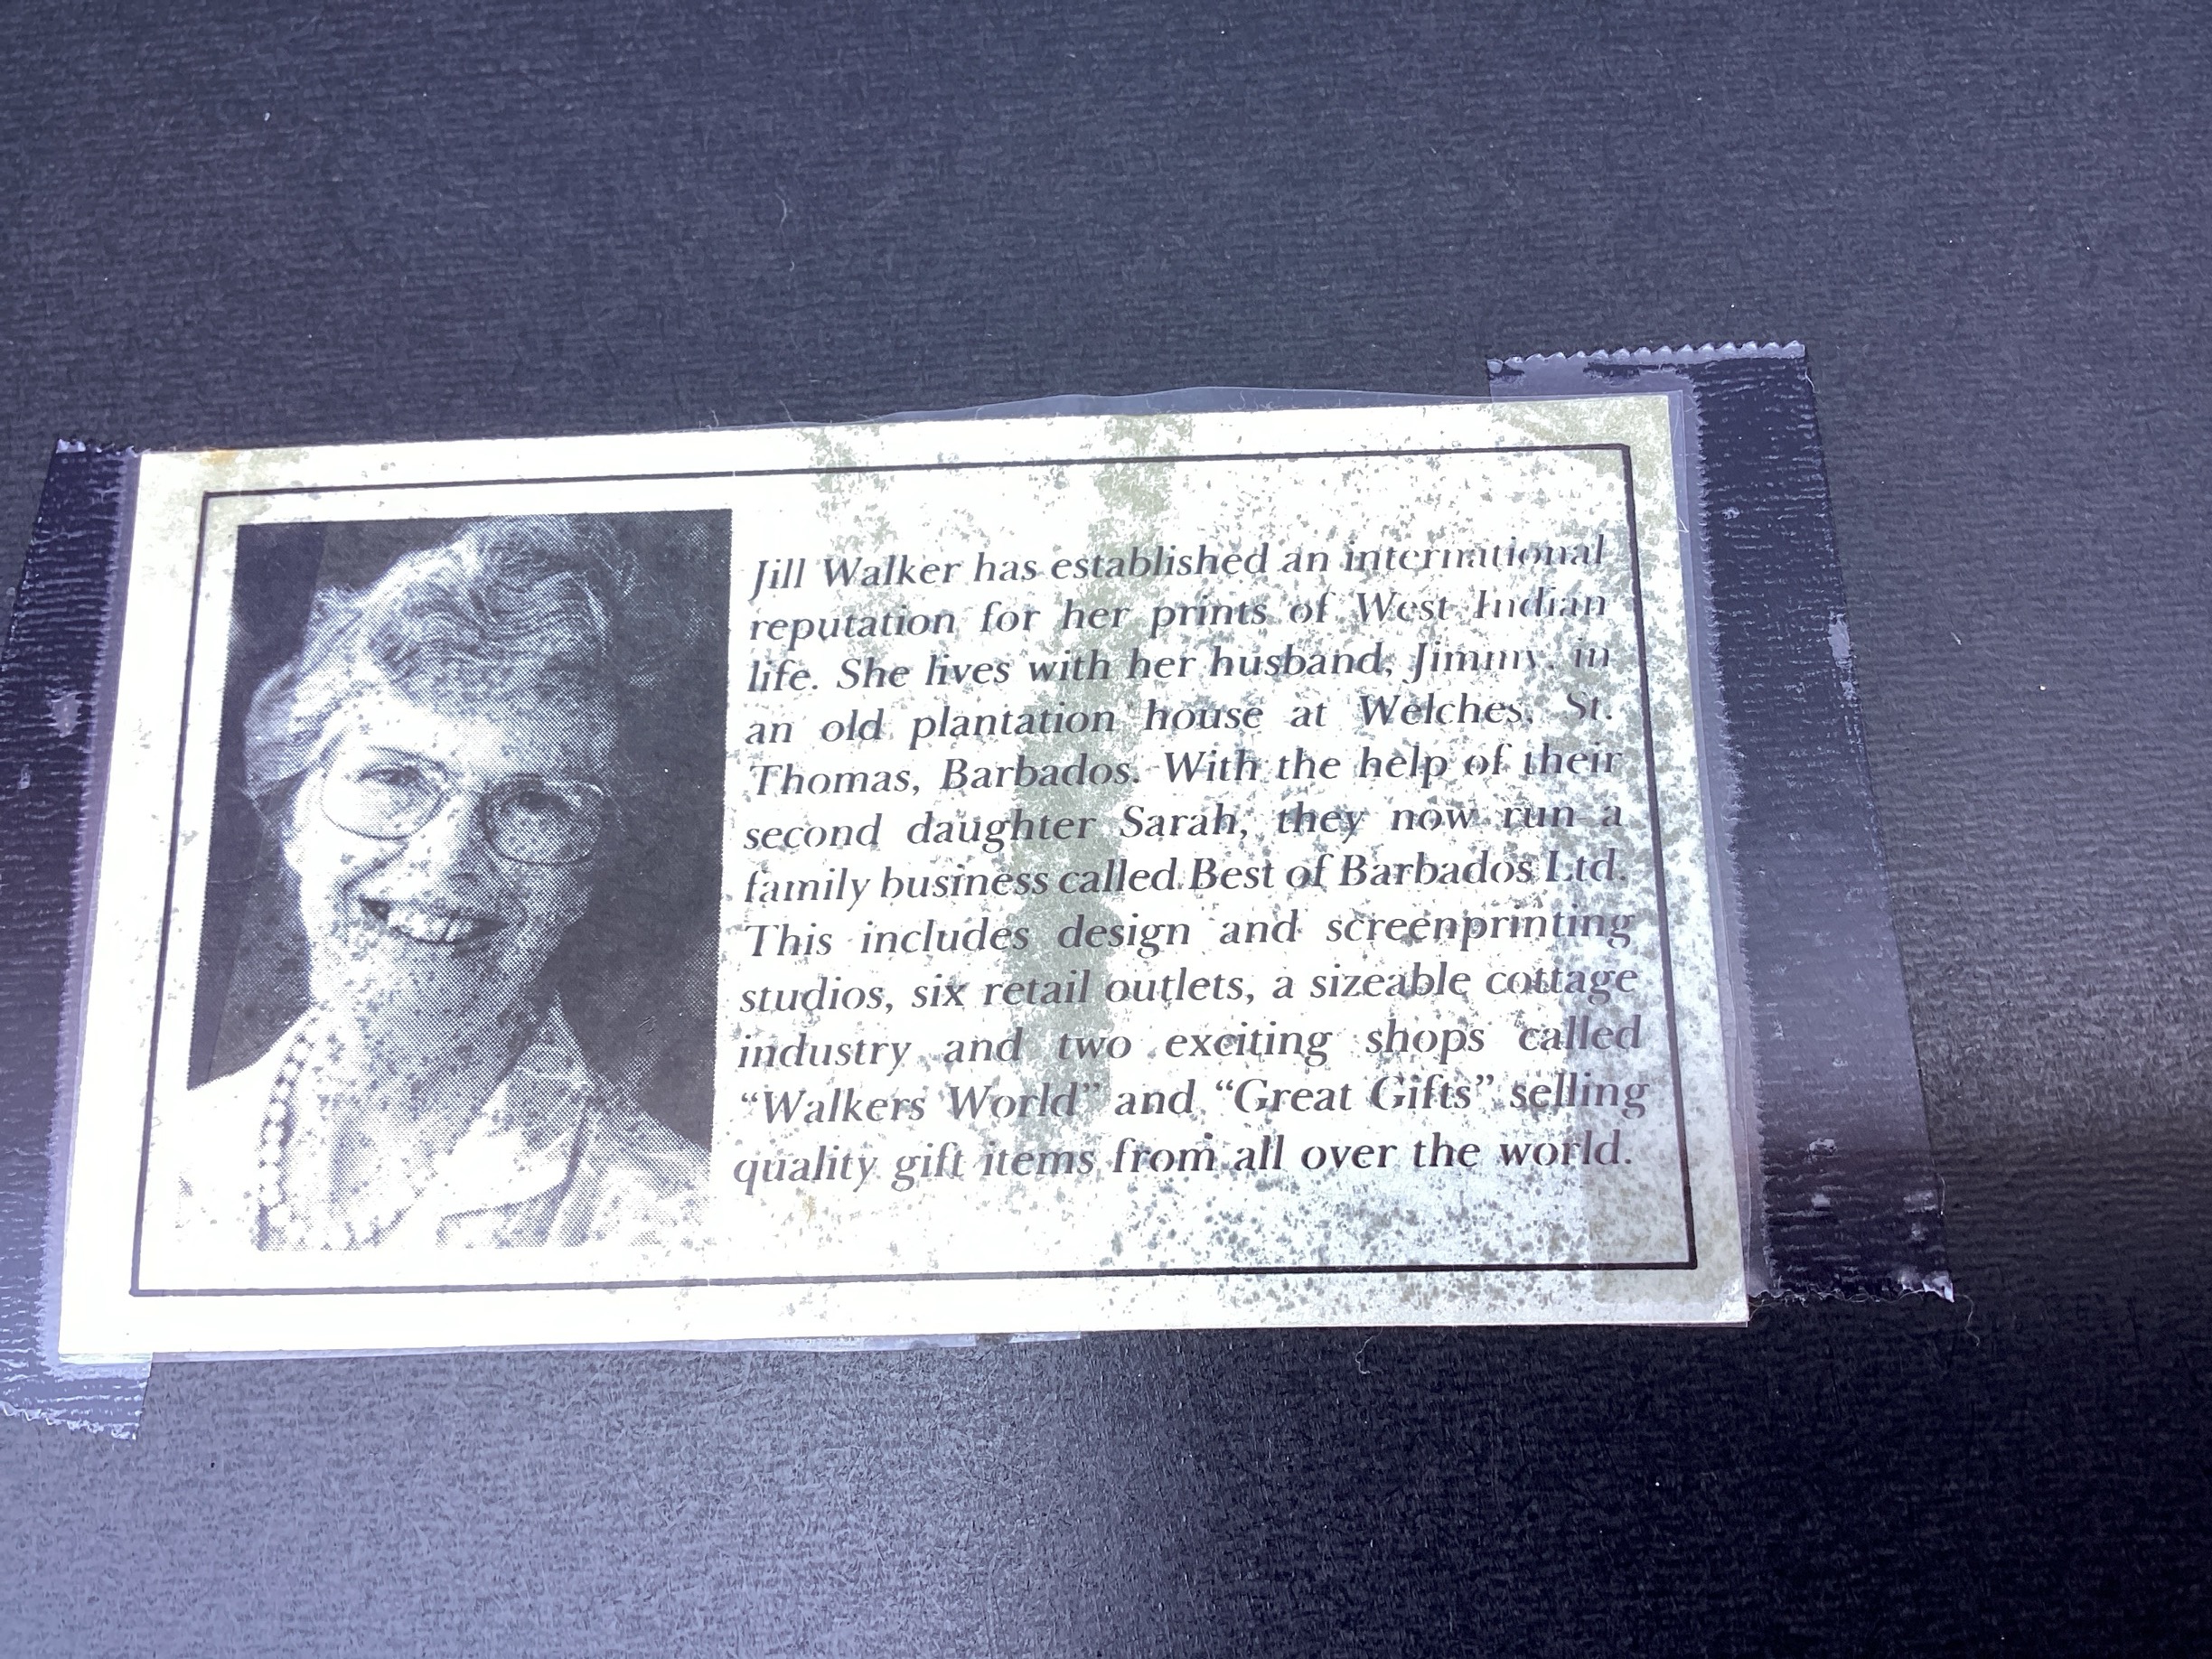 Jill Walker has established an international
reputation for her prints of West Indian
life. She lives with her husband, Jimmy, in
an old plantation house at Welches, St.
Thomas, Barbados. With the help of their
second daughter Sarah, they now run a
family business called Best of Barbados Ltd.
This includes design and screenprinting
studios, six retail outlets, a sizeable cottage
industry and two exciting shops called
“Walkers World” and “Great Gifts” selling
quality gift items from all over the world.